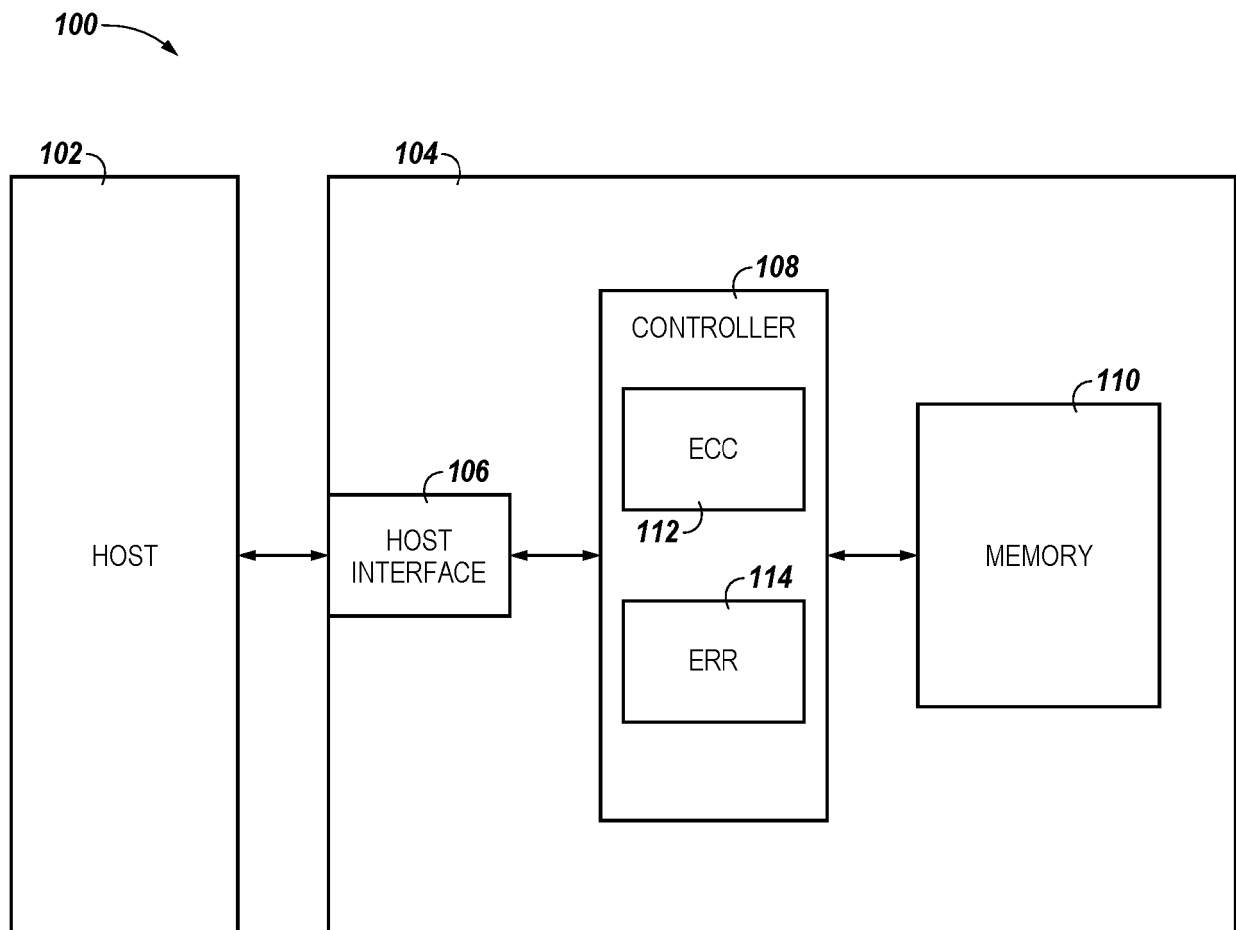 100
102
104
108
CONTROLLER
110
ECC
106
112
HOST
HOST
INTERFACE
MEMORY
114
ERR